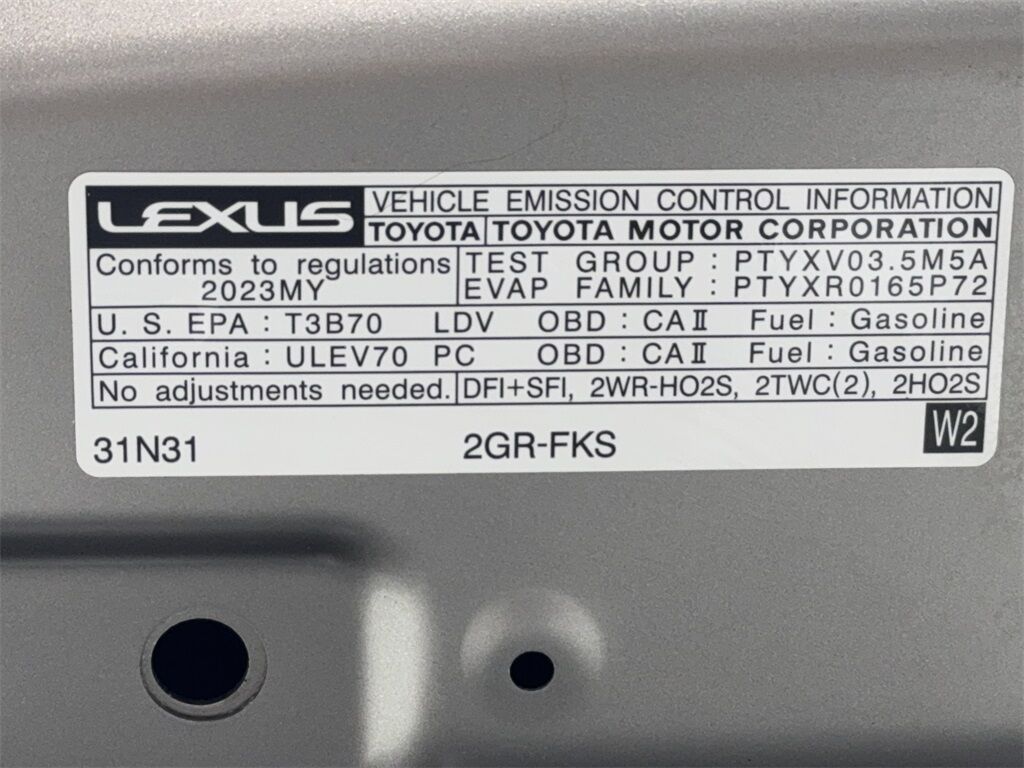 LEXUS VEHICLE EMISSION CONTROL INFORMATION
TOYOTA TOYOTA MOTOR CORPORATION
Conforms to regulations TEST GROUP : PTYXV03.5M5A
2023MY EVAP FAMILY : PTYXR0165P72
U. S. EPA : T3B70 LDV OBD : CAⅡ Fuel : Gasoline
California : ULEV70 PC OBD : CAⅡ Fuel : Gasoline
No adjustments needed. DFI+SFI, 2WR-HO2S, 2TWC(2), 2HO2S
31N31 2GR-FKS W2